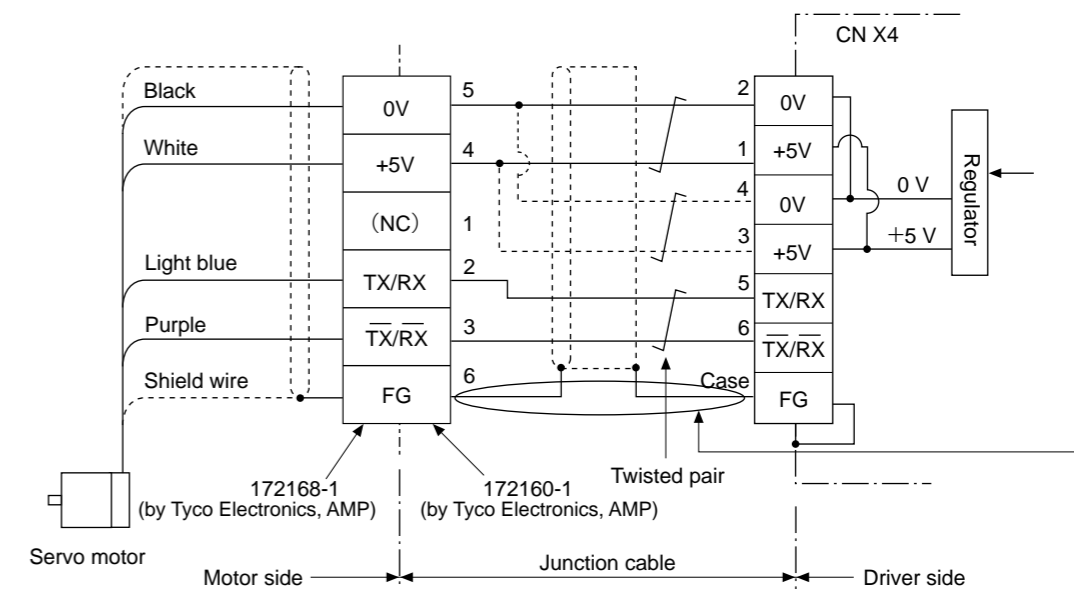 CN X4
Black
0V
5
2
0V
White
+5V
4
1
+5V
(NC)
1
4
0V
0 V
3
+5V
+5 V
Regulator
Light blue
TX/RX
2
5
TX/RX
Purple
TX/RX
3
6
TX/RX
Shield wire
FG
6
Case
FG
Twisted pair
172168-1
(by Tyco Electronics, AMP)
172160-1
(by Tyco Electronics, AMP)
Servo motor
Motor side
Junction cable
Driver side